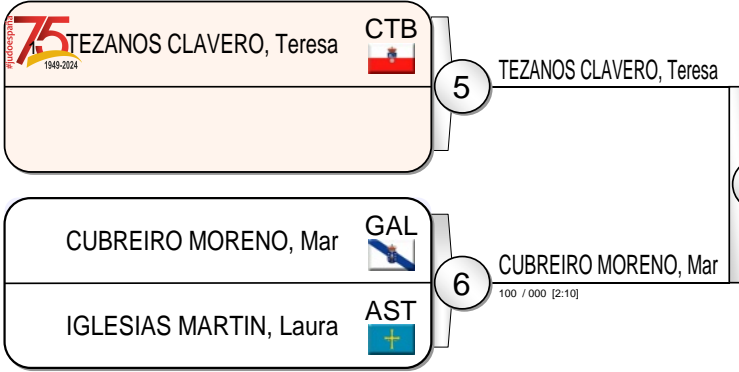 #judoespaña
75
1949-2024
TEZANOS CLAVERO, Teresa
CTB
5
TEZANOS CLAVERO, Teresa
CUBREIRO MORENO, Mar
GAL
6
CUBREIRO MORENO, Mar
100 / 000 [2:10]
IGLESIAS MARTIN, Laura
AST